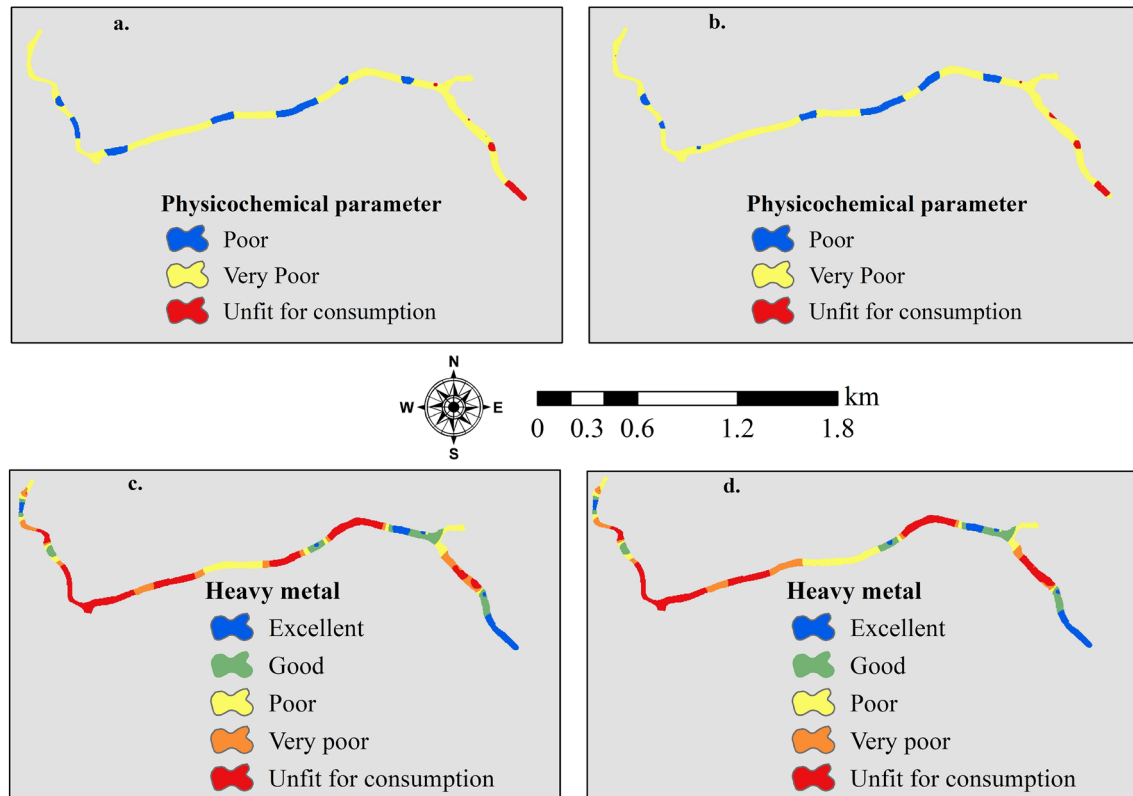 a.
Physicochemical parameter
Poor
Very Poor
Unfit for consumption
b.
Physicochemical parameter
Poor
Very Poor
Unfit for consumption
N
W
E
S
km
0 0.3 0.6 1.2 1.8
c.
Heavy metal
Excellent
Good
Poor
Very poor
Unfit for consumption
d.
Heavy metal
Excellent
Good
Poor
Very poor
Unfit for consumption